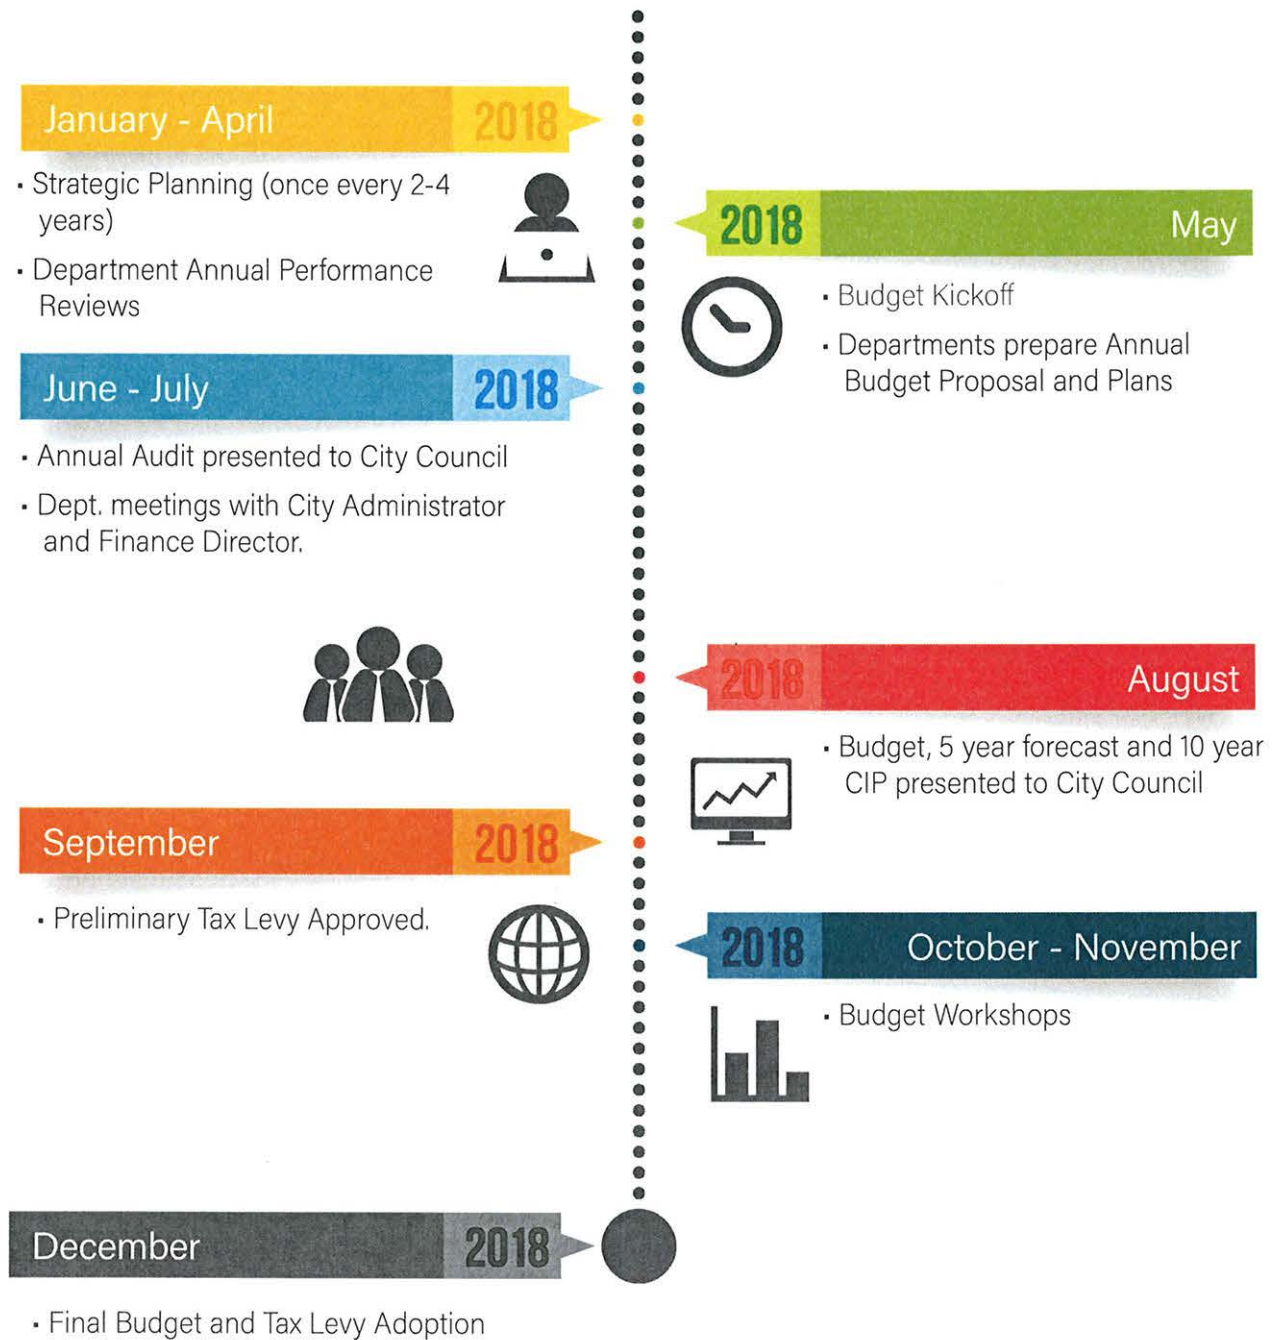 January - April 2018
· Strategic Planning (once every 2-4
years)
· Department Annual Performance
Reviews
2018 May
· Budget Kickoff
· Departments prepare Annual
Budget Proposal and Plans
June - July 2018
· Annual Audit presented to City Council
· Dept. meetings with City Administrator
and Finance Director.
2018 August
· Budget, 5 year forecast and 10 year
CIP presented to City Council
September 2018
· Preliminary Tax Levy Approved.
2018 October - November
· Budget Workshops
December 2018
· Final Budget and Tax Levy Adoption